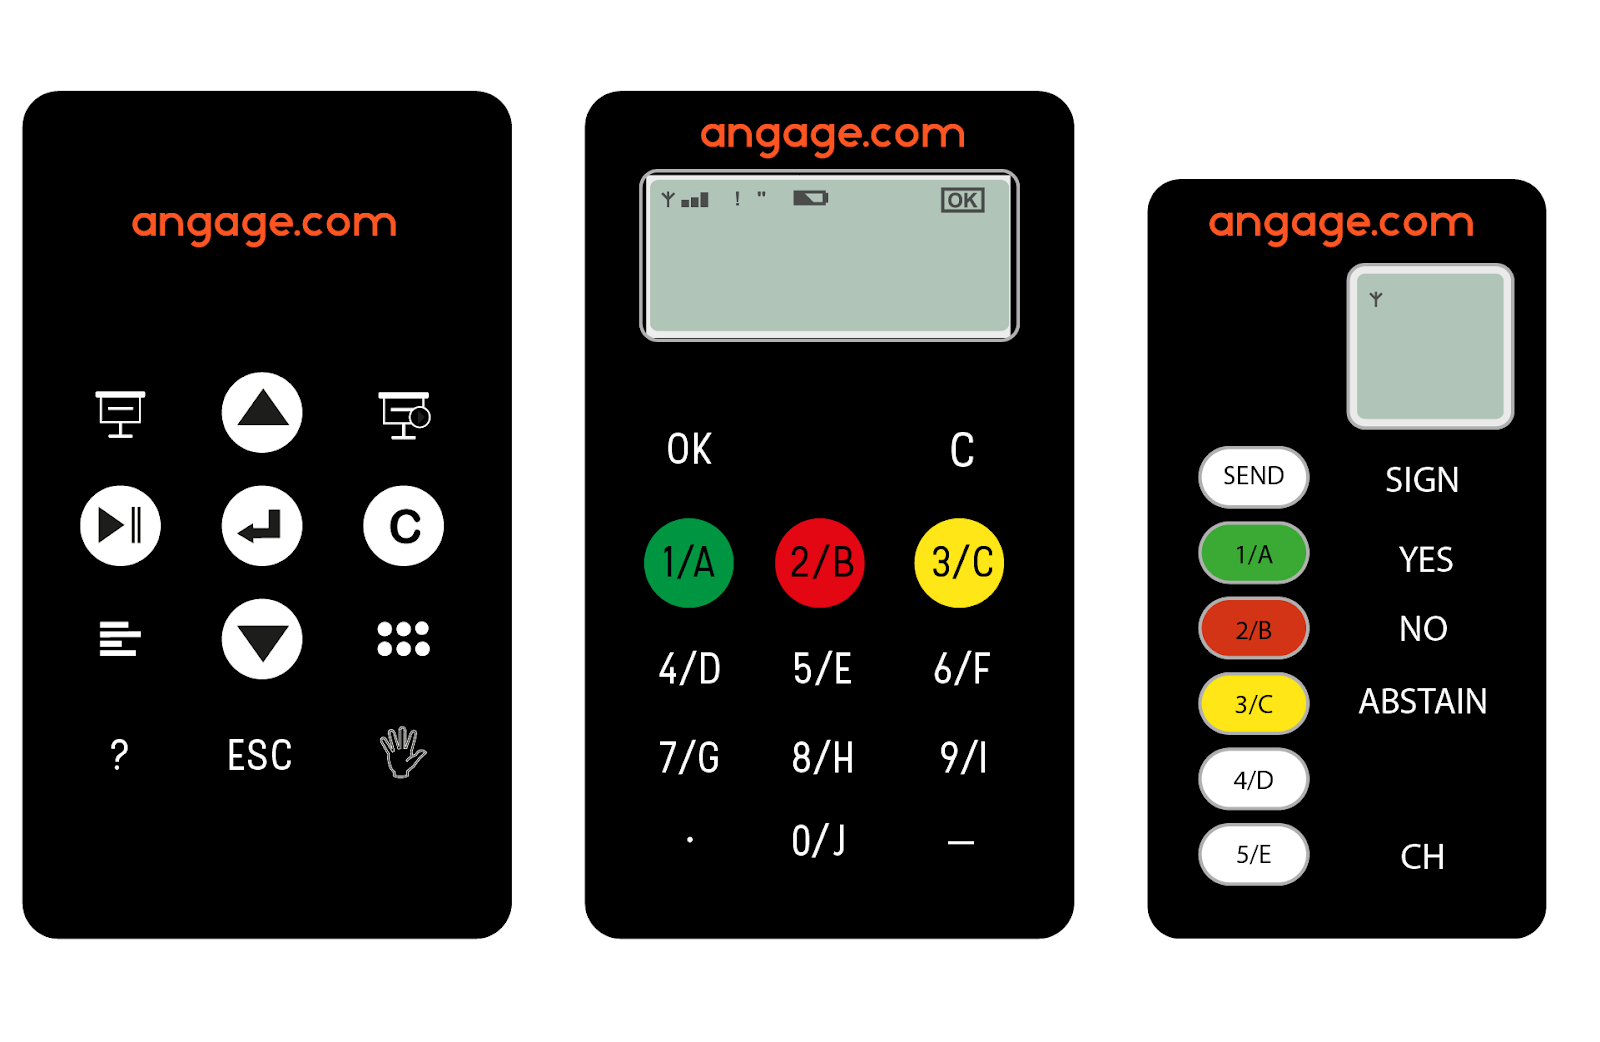 angage.com
C
?
ESC
angage.com
! "
OK
OK
C
1/A
2/B
3/C
4/D
5/E
6/F
7/G
8/H
9/I
.
0/J
–
angage.com
SEND
SIGN
1/A
YES
2/B
NO
3/C
ABSTAIN
4/D
5/E
CH